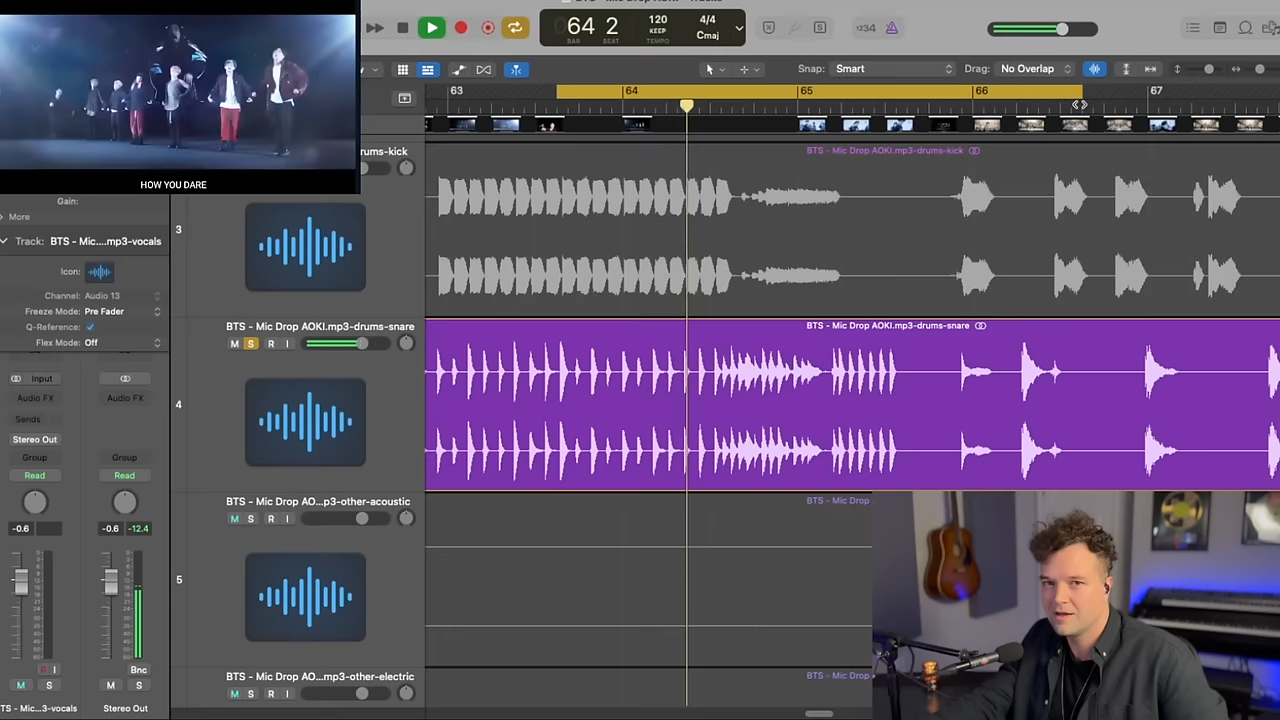 64 2
BAR BEAT
120
KEEP
TEMPO
4/4
Cmaj
1234
Snap: Smart
Drag: No Overlap
63 64 65 66 67
HOW YOU DARE
Gain:
More
Track: BTS - Mic....mp3-vocals
Icon:
Channel: Audio 13
Freeze Mode: Pre Fader
Q-Reference:
Flex Mode: Off
Input
Audio FX Audio FX
Sends
Stereo Out
Group Group
Read Read
-0.6 -0.6 -12.4
R I Bnc
M S M S
TS - Mic...3-vocals Stereo Out
rums-kick
3
BTS - Mic Drop AOKI.mp3-drums-kick
BTS - Mic Drop AOKI.mp3-drums-snare
M S R I
4
BTS - Mic Drop AOKI.mp3-drums-snare
BTS - Mic Drop AO...p3-other-acoustic
M S R I
5
BTS - Mic Drop
BTS - Mic Drop AO...mp3-other-electric
M S R I
BTS - Mic Drop